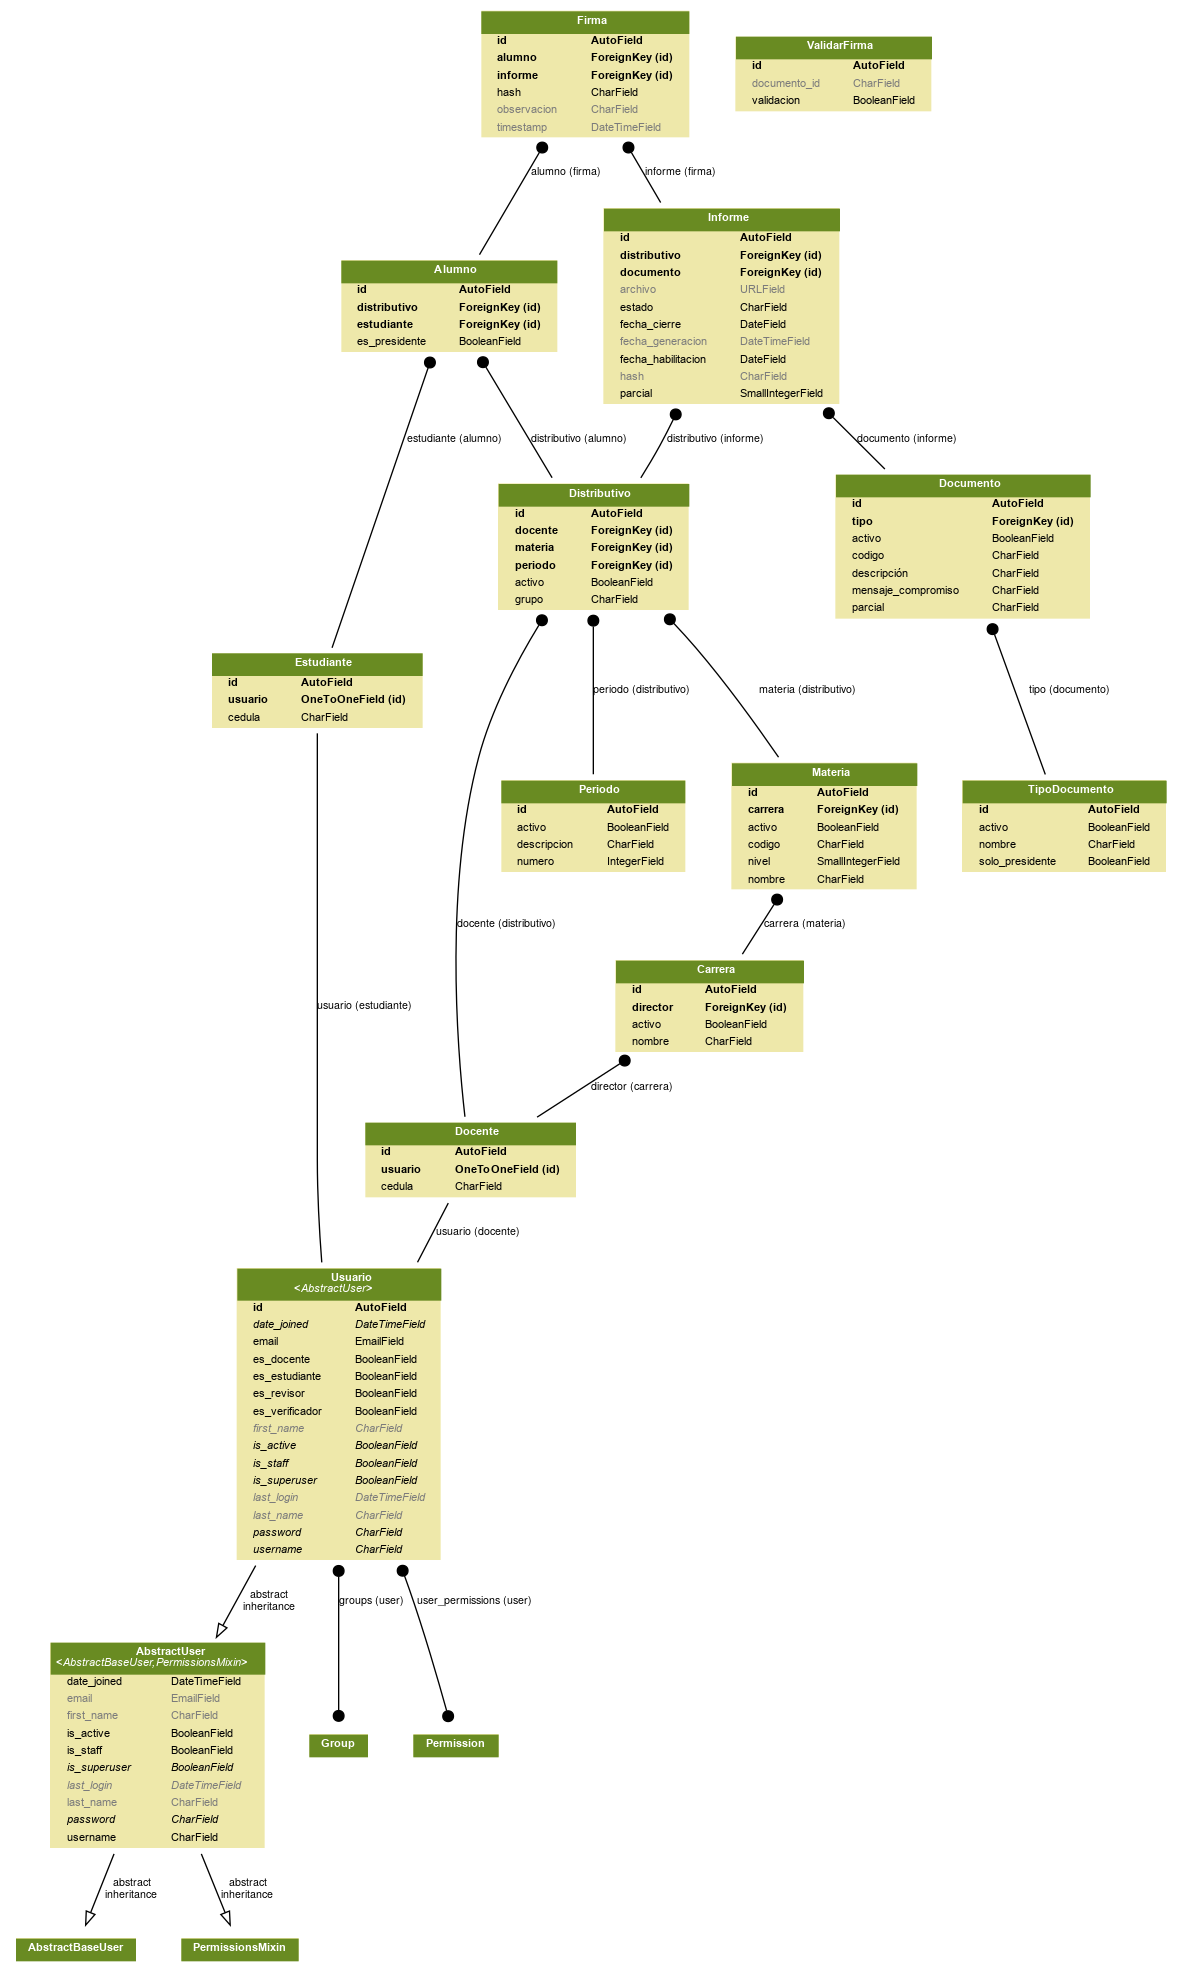 Firma
id AutoField
alumno ForeignKey (id)
informe ForeignKey (id)
hash CharField
observacion CharField
timestamp DateTimeField
ValidarFirma
id AutoField
documento_id CharField
validacion BooleanField
alumno (firma)
informe (firma)
Informe
id AutoField
distributivo ForeignKey (id)
documento ForeignKey (id)
archivo URLField
estado CharField
fecha_cierre DateField
fecha_generacion DateTimeField
fecha_habilitacion DateField
hash CharField
parcial SmallIntegerField
Alumno
id AutoField
distributivo ForeignKey (id)
estudiante ForeignKey (id)
es_presidente BooleanField
estudiante (alumno)
distributivo (alumno)
distributivo (informe)
documento (informe)
Distributivo
id AutoField
docente ForeignKey (id)
materia ForeignKey (id)
periodo ForeignKey (id)
activo BooleanField
grupo CharField
Documento
id AutoField
tipo ForeignKey (id)
activo BooleanField
codigo CharField
descripción CharField
mensaje_compromiso CharField
parcial CharField
Estudiante
id AutoField
usuario OneToOneField (id)
cedula CharField
periodo (distributivo)
materia (distributivo)
tipo (documento)
Periodo
id AutoField
activo BooleanField
descripcion CharField
numero IntegerField
Materia
id AutoField
carrera ForeignKey (id)
activo BooleanField
codigo CharField
nivel SmallIntegerField
nombre CharField
TipoDocumento
id AutoField
activo BooleanField
nombre CharField
solo_presidente BooleanField
docente (distributivo)
carrera (materia)
Carrera
id AutoField
director ForeignKey (id)
activo BooleanField
nombre CharField
usuario (estudiante)
director (carrera)
Docente
id AutoField
usuario OneToOneField (id)
cedula CharField
usuario (docente)
Usuario
<AbstractUser>
id AutoField
date_joined DateTimeField
email EmailField
es_docente BooleanField
es_estudiante BooleanField
es_revisor BooleanField
es_verificador BooleanField
first_name CharField
is_active BooleanField
is_staff BooleanField
is_superuser BooleanField
last_login DateTimeField
last_name CharField
password CharField
username CharField
abstract
inheritance
groups (user)
user_permissions (user)
AbstractUser
<AbstractBaseUser,PermissionsMixin>
date_joined DateTimeField
email EmailField
first_name CharField
is_active BooleanField
is_staff BooleanField
is_superuser BooleanField
last_login DateTimeField
last_name CharField
password CharField
username CharField
Group
Permission
abstract
inheritance
abstract
inheritance
AbstractBaseUser
PermissionsMixin